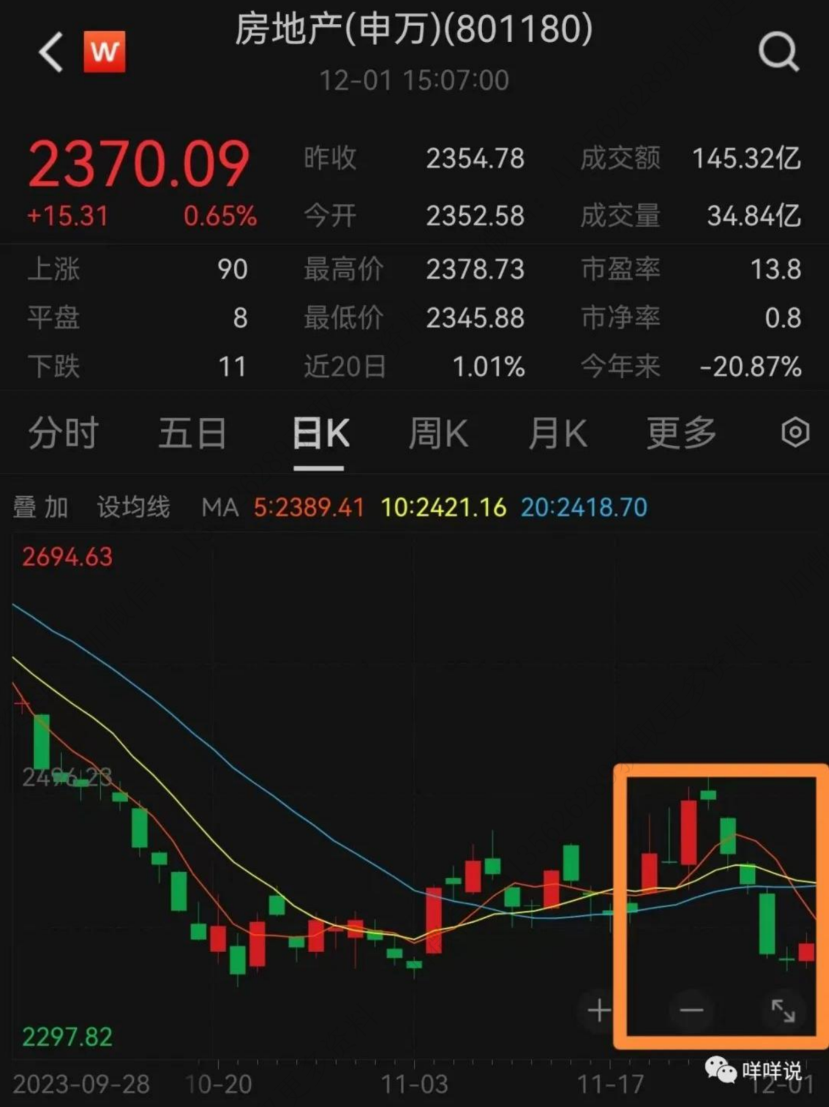 房地产(申万)(801180)
W
12-01 15:07:00
2370.09 昨收 2354.78 成交额 145.32亿
+15.31 0.65% 今开 2352.58 成交量 34.84亿
上涨 90 最高价 2378.73 市盈率 13.8
平盘 8 最低价 2345.88 市净率 0.8
下跌 11 近20日 1.01% 今年来 -20.87%
分时 五日 日K 周K 月K 更多
叠加 设均线 MA 5:2389.41 10:2421.16 20:2418.70
2694.63
2496.23
2297.82
咩咩说
2023-09-28 10-20 11-03 11-17 12-01